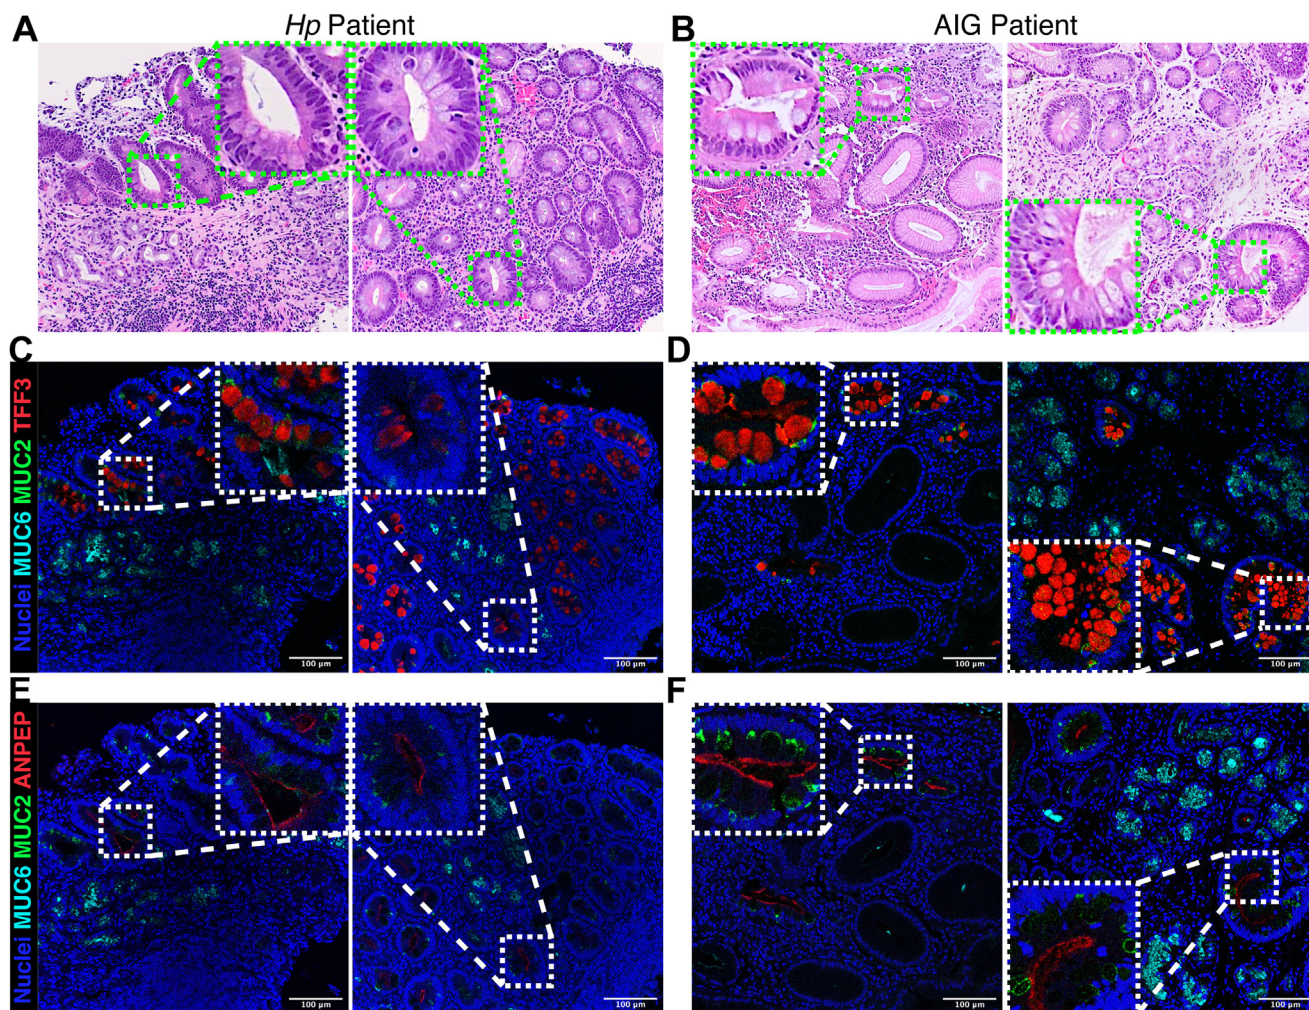 A
Hp Patient
B
AIG Patient
C
D
Nuclei MUC6 MUC2 TFF3
100 µm
100 µm
100 µm
100 µm
E
F
Nuclei MUC6 MUC2 ANPEP
100 µm
100 µm
100 µm
100 µm